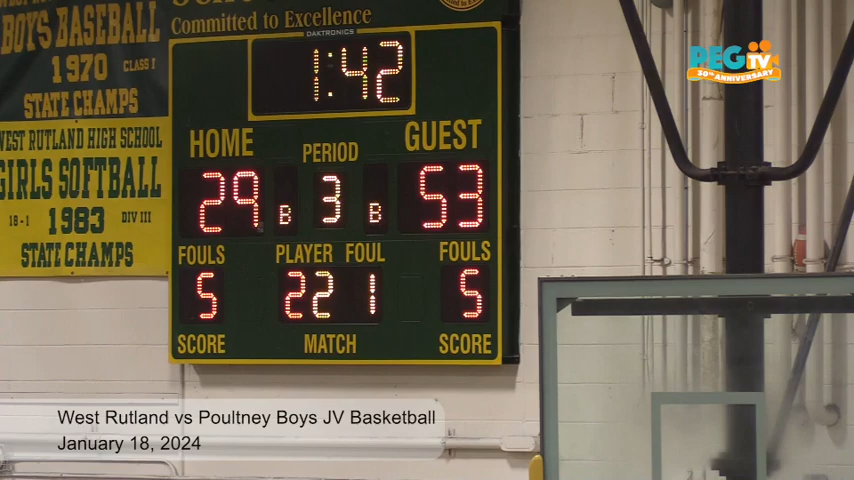 BOYS BASEBALL
1970 CLASS I
STATE CHAMPS
WEST RUTLAND HIGH SCHOOL
GIRLS SOFTBALL
18-1 1983 DIV III
STATE CHAMPS
Committed to Excellence
DAKTRONICS
1:42
HOME PERIOD GUEST
29 B 3 B 53
FOULS PLAYER FOUL FOULS
5 22 1 5
SCORE MATCH SCORE
PEGTV
30th ANNIVERSARY
West Rutland vs Poultney Boys JV Basketball
January 18, 2024